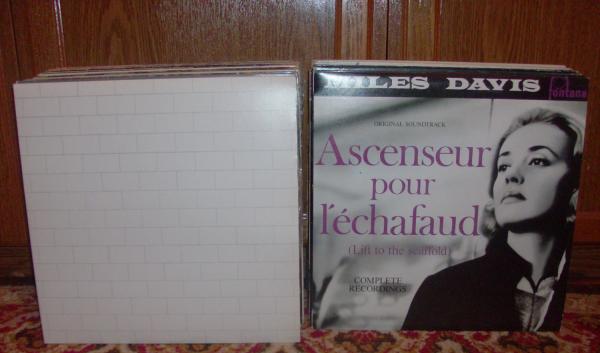 MILES DAVIS
fontana
ORIGINAL SOUNDTRACK
Ascenseur
pour
l'échafaud
(Lift to the scaffold)
COMPLETE
RECORDINGS